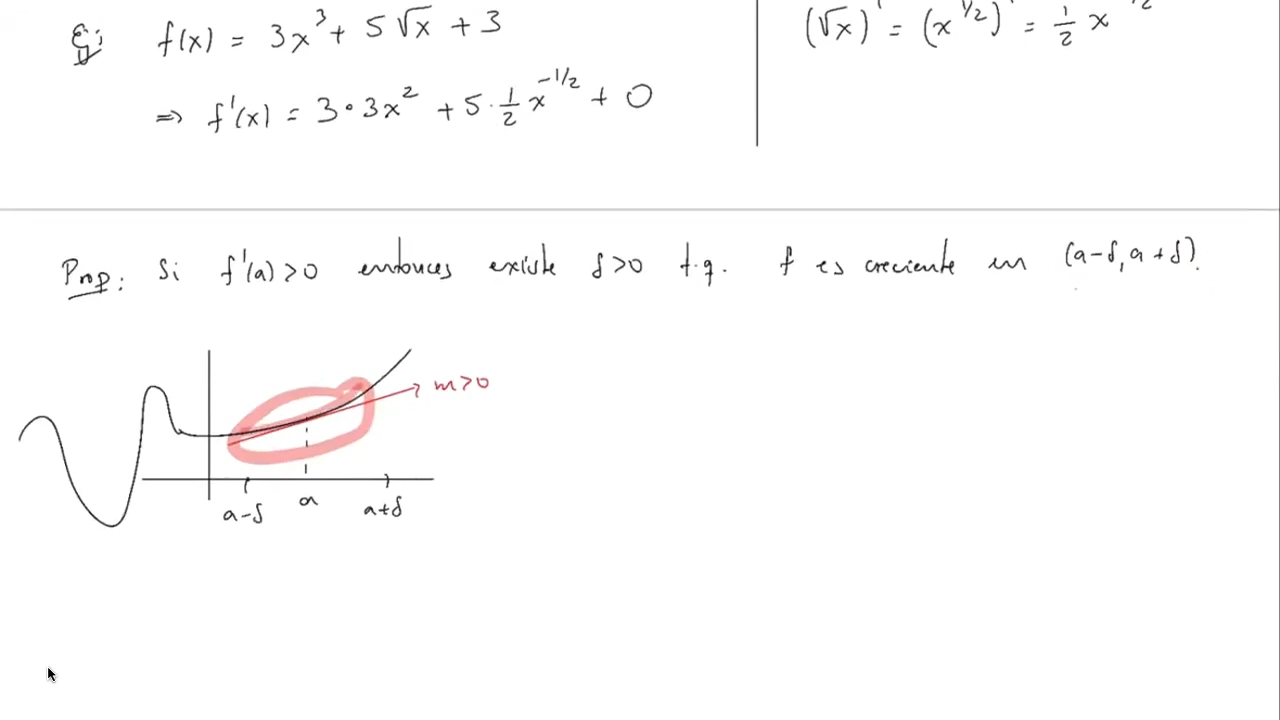 Ej: f(x) = 3x³ + 5√x + 3
(√x)' = (x^1/2)' = 1/2 x
⇒ f'(x) = 3·3x² + 5·1/2 x^-1/2 + 0
Prop: Si f'(a)>0 entonces existe δ>0 t.q. f es creciente en (a-δ, a+δ).
m>0
a-δ a a+δ